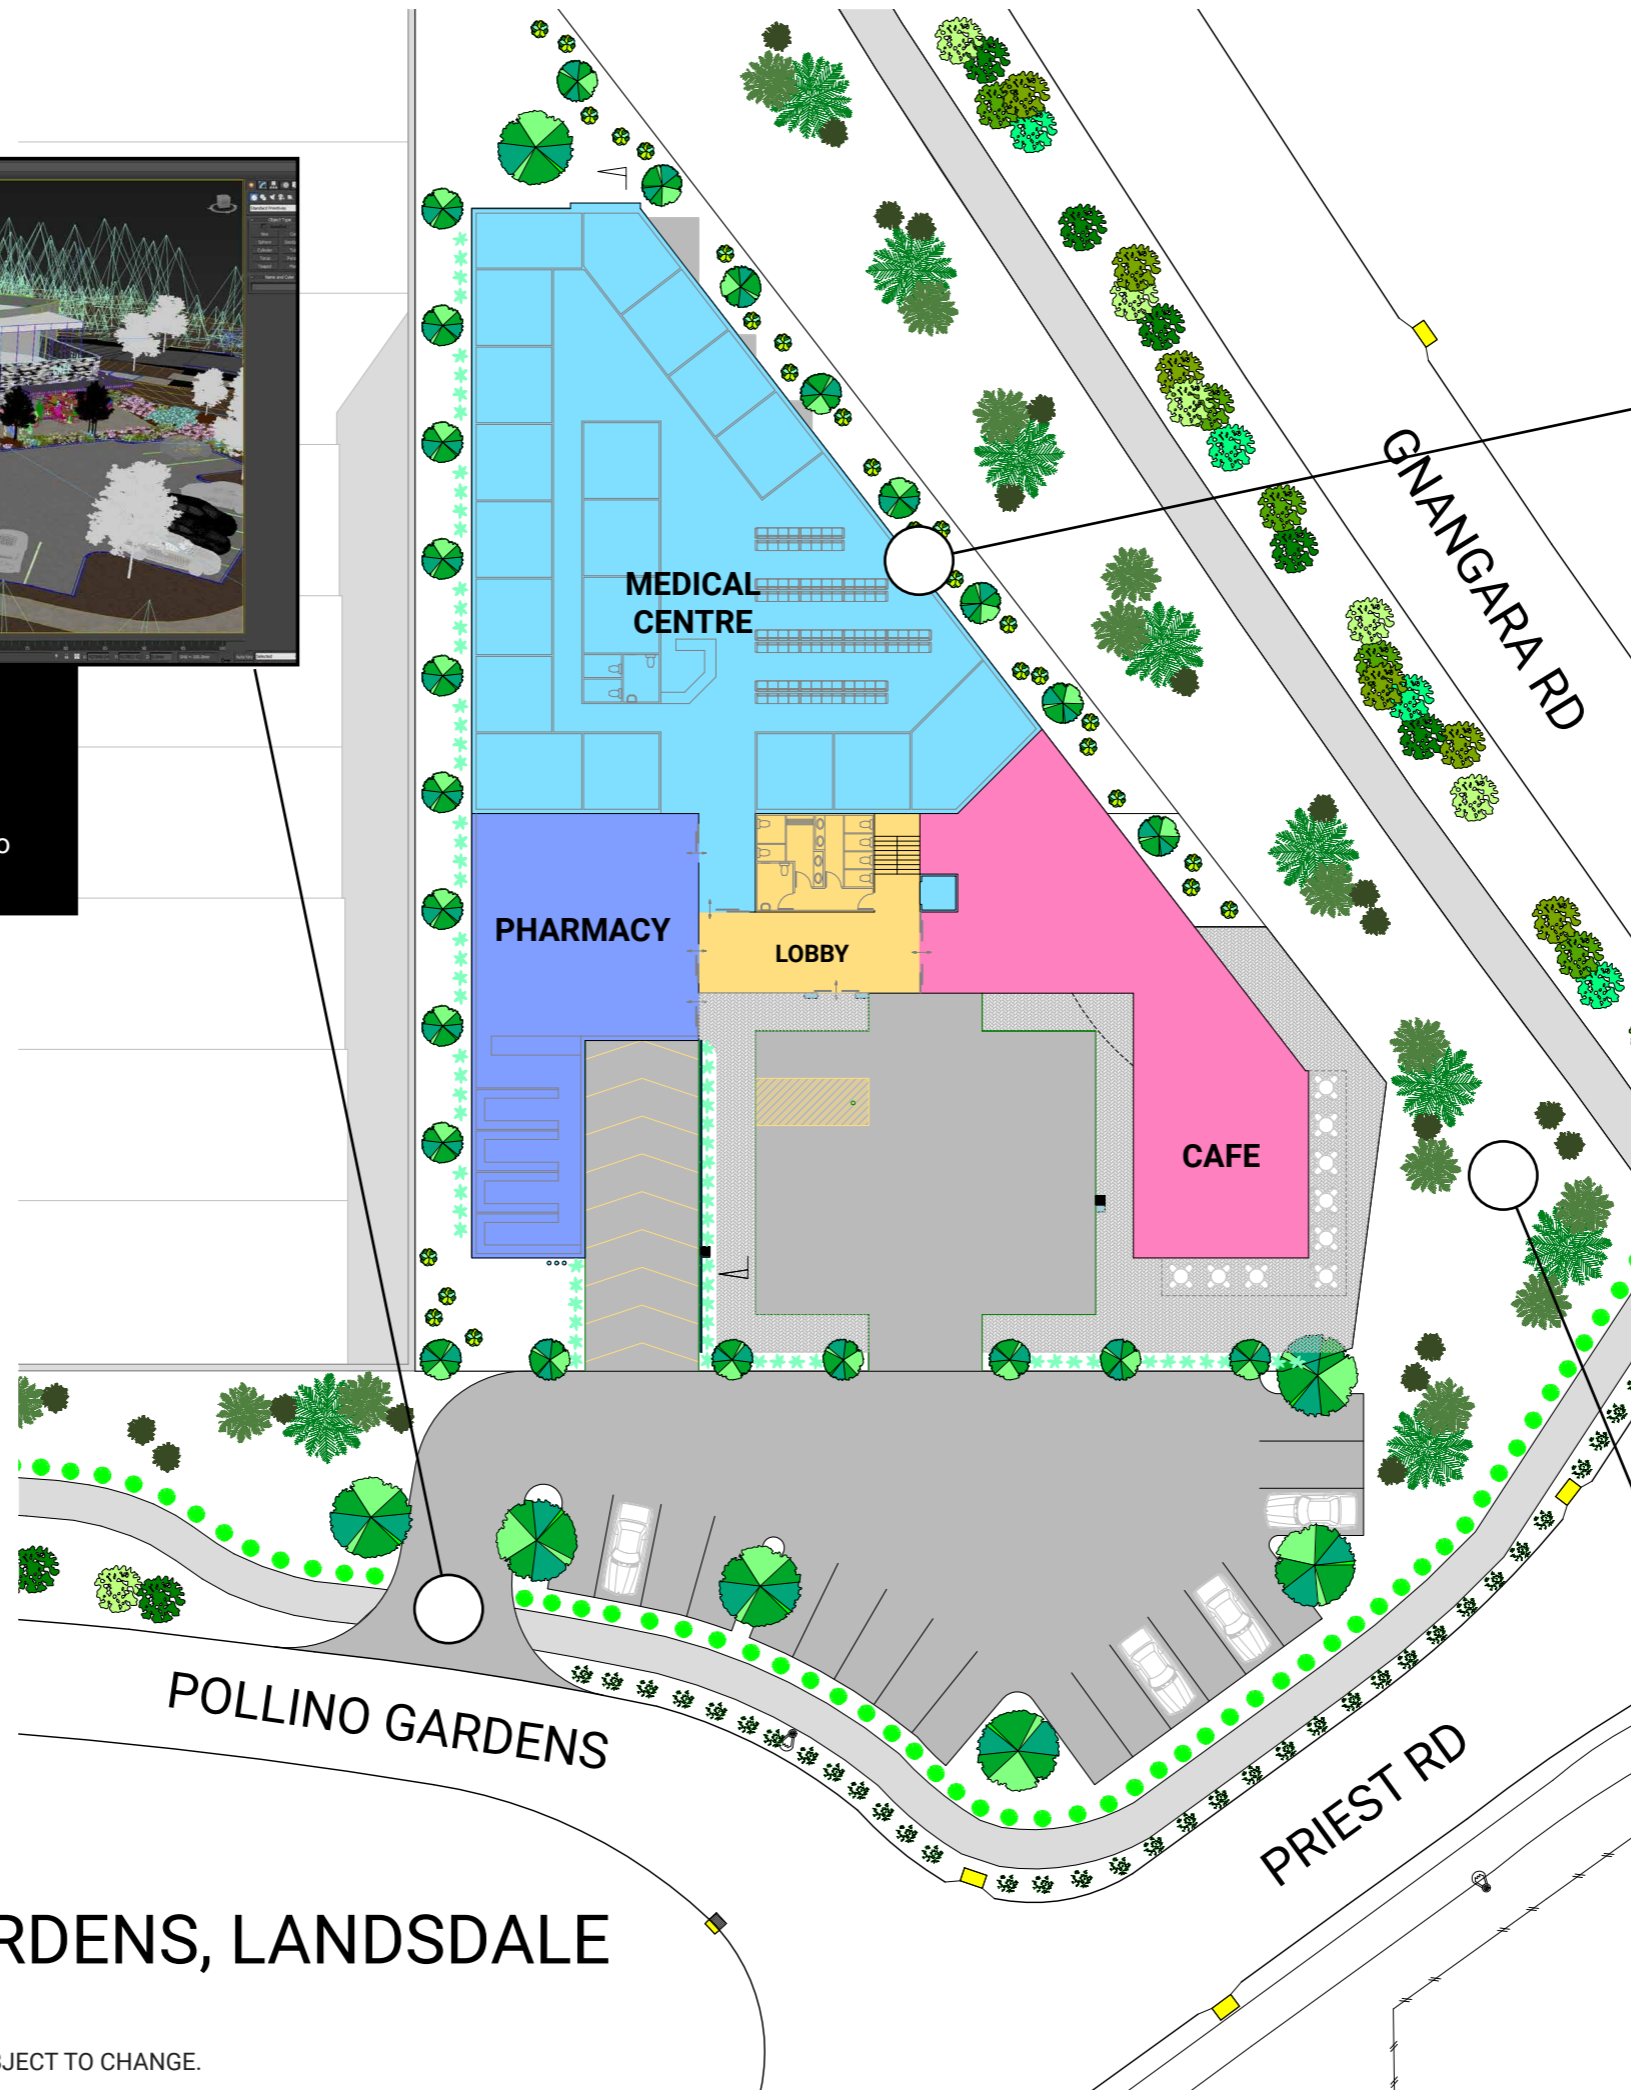 GNANGARA RD
MEDICAL
CENTRE
PHARMACY
LOBBY
CAFE
POLLINO GARDENS
PRIEST RD
RDENS, LANDSDALE
JECT TO CHANGE.